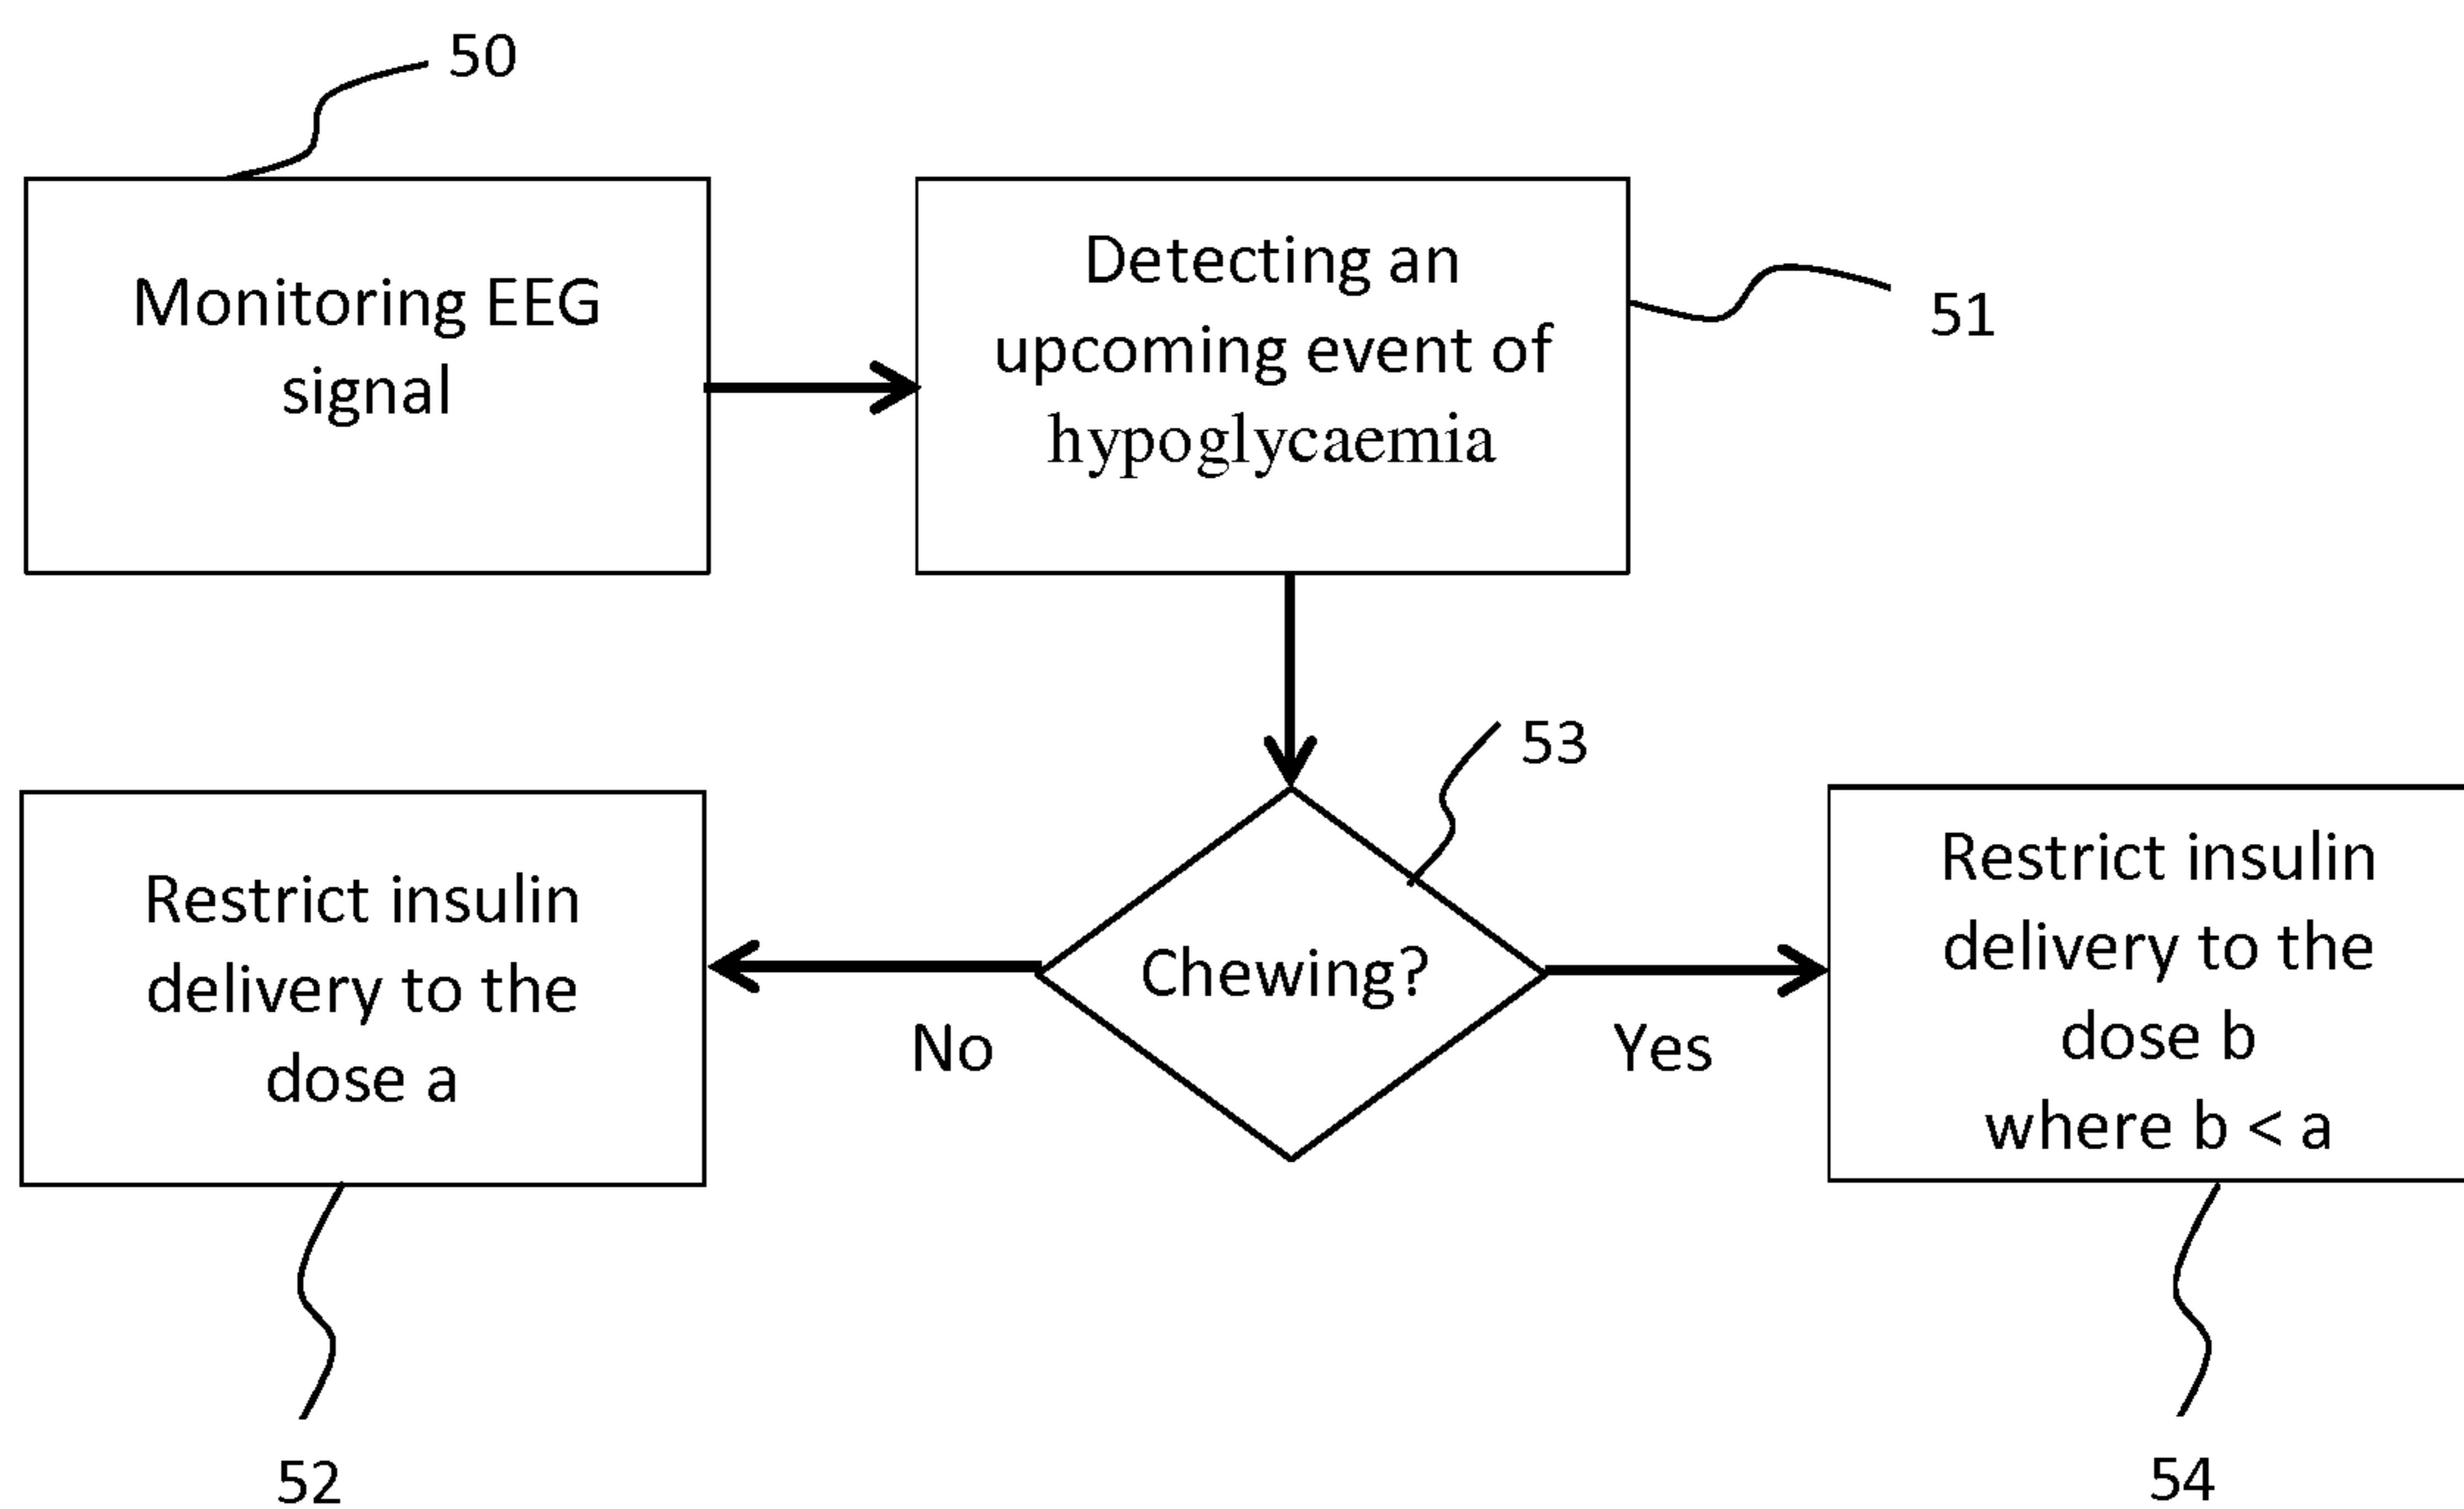 50
Monitoring EEG
signal
Detecting an
upcoming event of
hypoglycaemia
51
53
Restrict insulin
delivery to the
dose a
No
Chewing?
Yes
Restrict insulin
delivery to the
dose b
where b < a
52
54